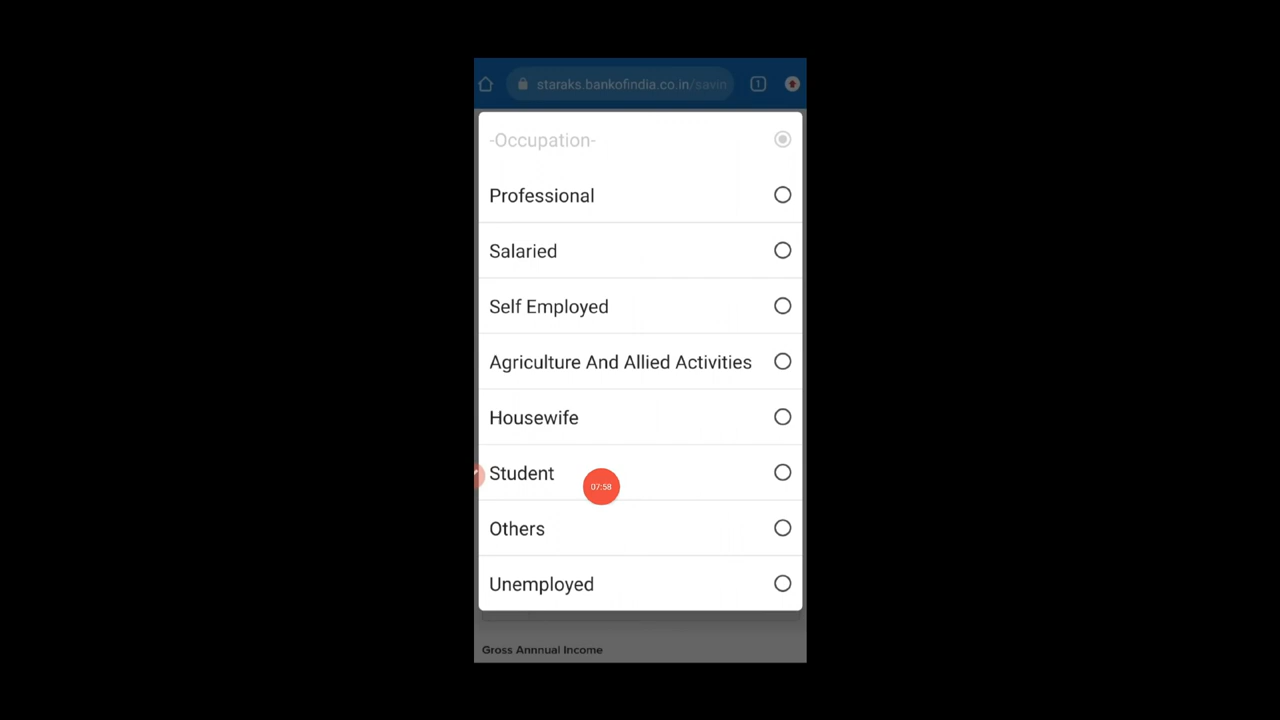 staraks.bankofindia.co.in/savin
1
-Occupation-
Professional
Salaried
Self Employed
Agriculture And Allied Activities
Housewife
Student
07:58
Others
Unemployed
Gross Annnual Income